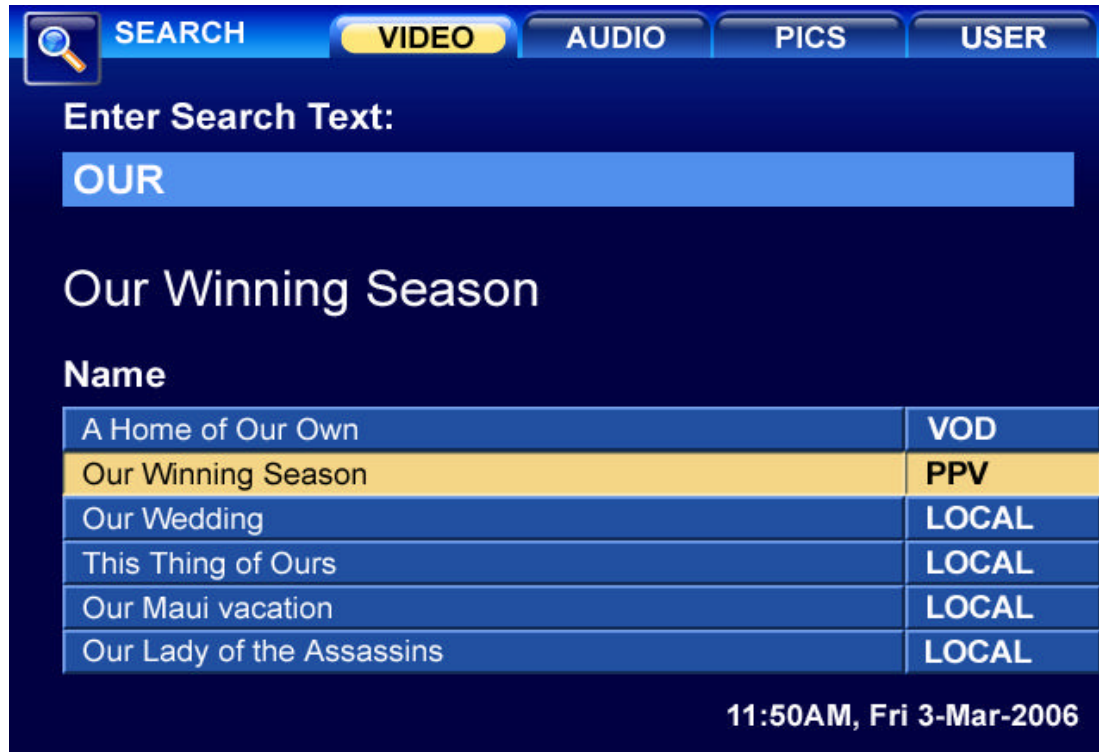 SEARCH VIDEO AUDIO PICS USER
Enter Search Text:
OUR
Our Winning Season
Name
A Home of Our Own VOD
Our Winning Season PPV
Our Wedding LOCAL
This Thing of Ours LOCAL
Our Maui vacation LOCAL
Our Lady of the Assassins LOCAL
11:50AM, Fri 3-Mar-2006